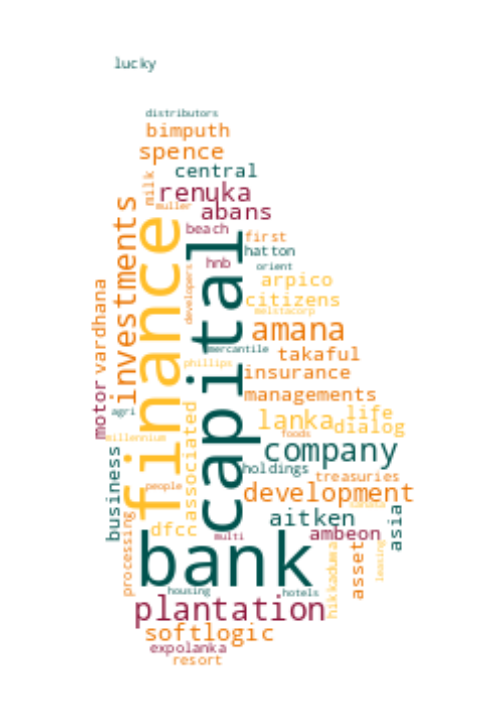 lucky
distributors
bimputh
spence
central
milk
renuka
muller
abans
investments
finance
capital
beach
first
hatton
hnb
orient
developers
arpico
vardhana
citizens
melstacorp
amana
mercantile
takaful
phillips
insurance
motor
managements
agri
associated
lanka
life
dialog
millennium
foods
company
business
holdings
treasuries
people
development
processing
aitken
asia
dfcc
multi
ambeon
bank
asset
leasing
hikkaduwa
housing
hotels
plantation
softlogic
expolanka
resort